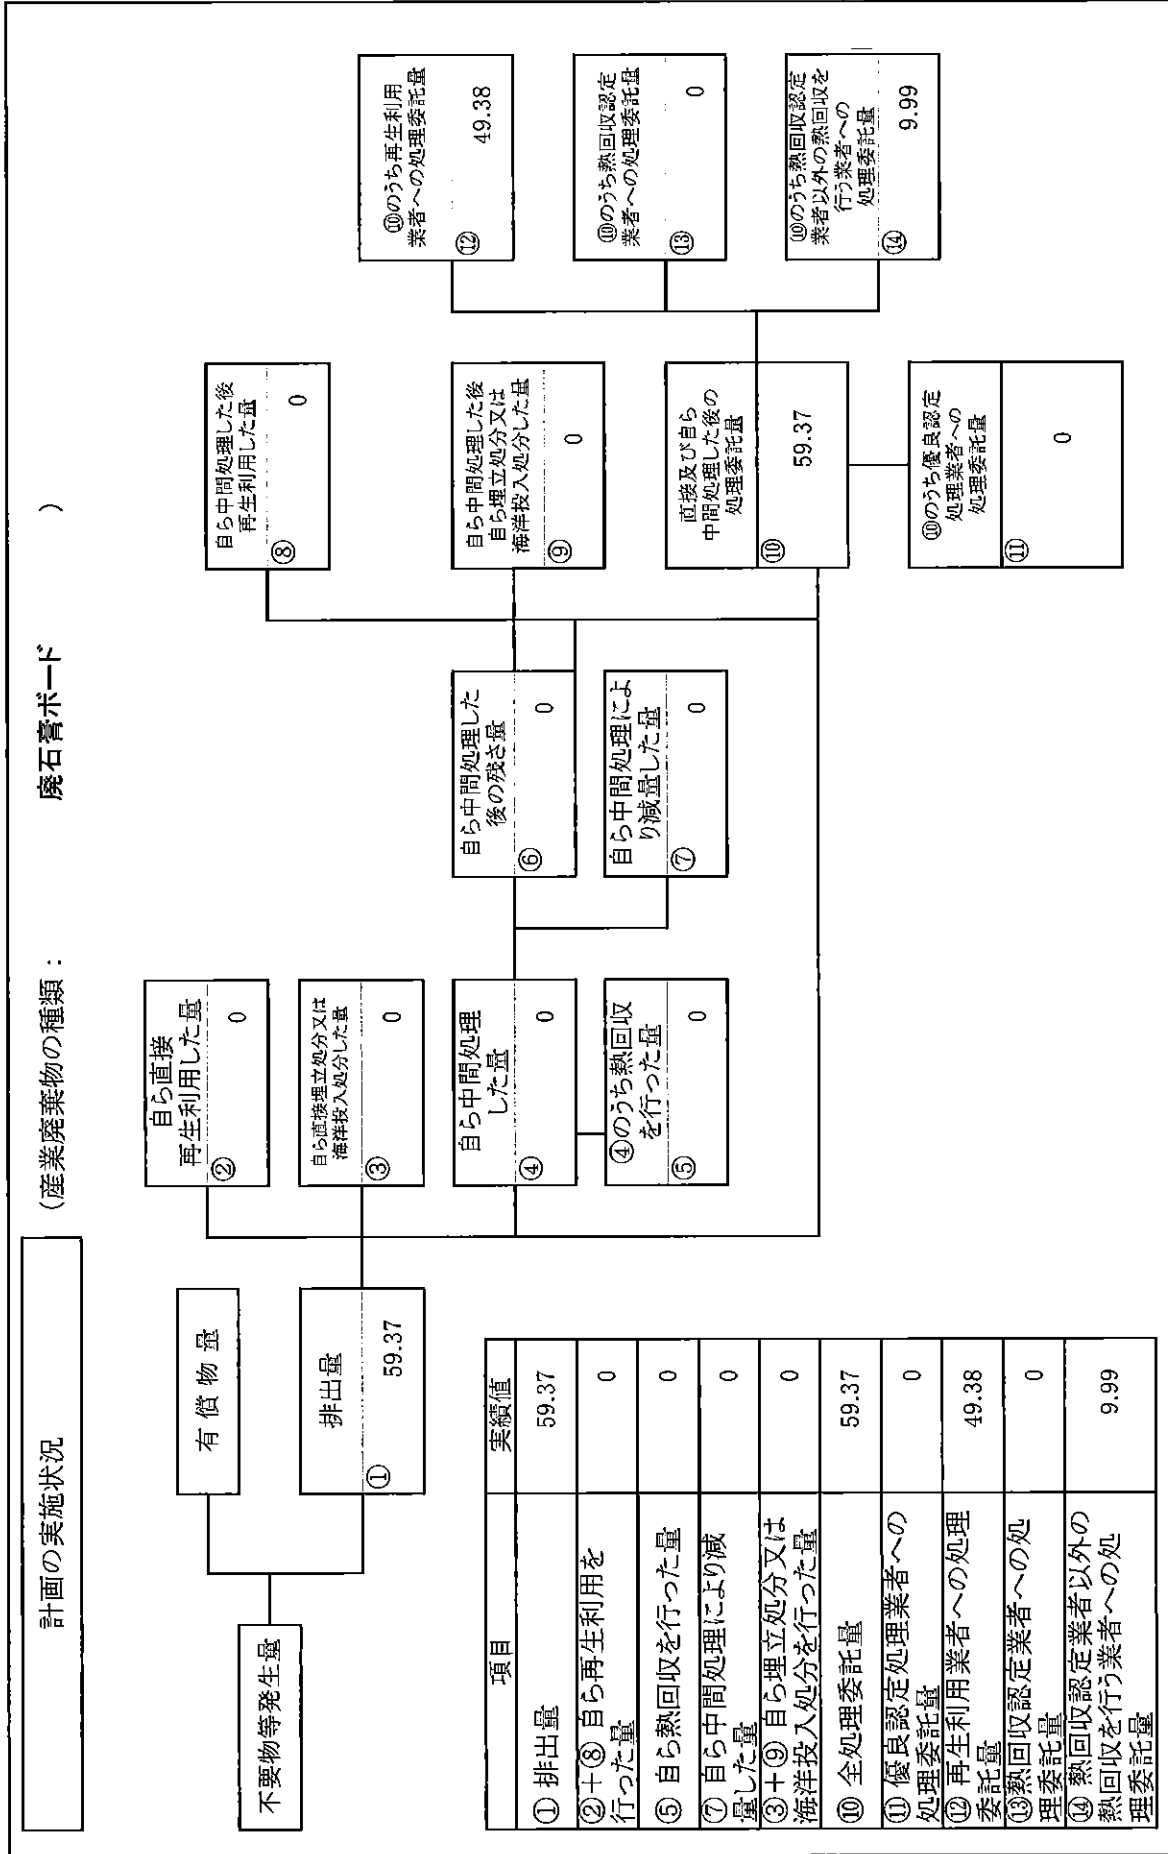 計画の実施状況
(産業廃棄物の種類:
廃石膏ボード
)
不要物等発生量
有償物量
排出量
①
59.37
自ら直接
再生利用した量
②
0
自ら直接埋立処分又は
海洋投入処分した量
③
0
自ら中間処理
した量
④
0
④のうち熱回収
を行った量
⑤
0
自ら中間処理した
後の残さ量
⑥
0
自ら中間処理によ
り減量した量
⑦
0
自ら中間処理した後
再生利用した量
⑧
0
自ら中間処理した後
自ら埋立処分又は
海洋投入処分した量
⑨
0
直接及び自ら
中間処理した後の
処理委託量
⑩
59.37
⑩のうち優良認定
処理業者への
処理委託量
⑪
0
⑩のうち再生利用
業者への処理委託量
⑫
49.38
⑩のうち熱回収認定
業者への処理委託量
⑬
0
⑩のうち熱回収認定
業者以外の熱回収を
行う業者への
処理委託量
⑭
9.99
項目 実績値
①排出量 59.37
②+⑧ 自ら再生利用を
行った量 0
⑤ 自ら熱回収を行った量 0
⑦ 自ら中間処理により減
量した量 0
③+⑨ 自ら埋立処分又は
海洋投入処分を行った量 0
⑩ 全処理委託量 59.37
⑪ 優良認定処理業者への
処理委託量 0
⑫ 再生利用業者への処理
委託量 49.38
⑬熱回収認定業者への処
理委託量 0
⑭ 熱回収認定業者以外の
熱回収を行う業者への処
理委託量 9.99